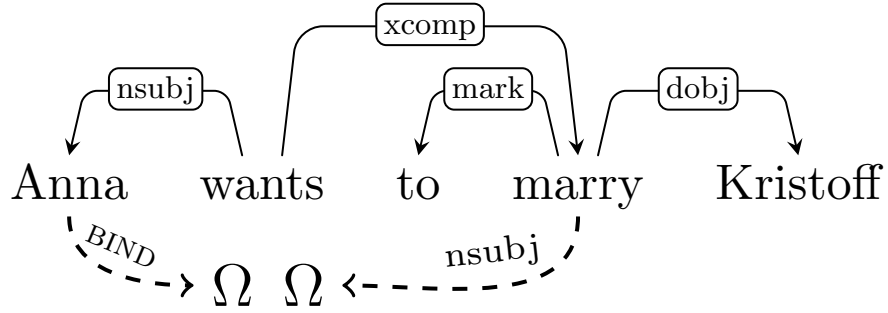 xcomp
nsubj mark dobj
Anna wants to marry Kristoff
BIND nsubj
Ω Ω